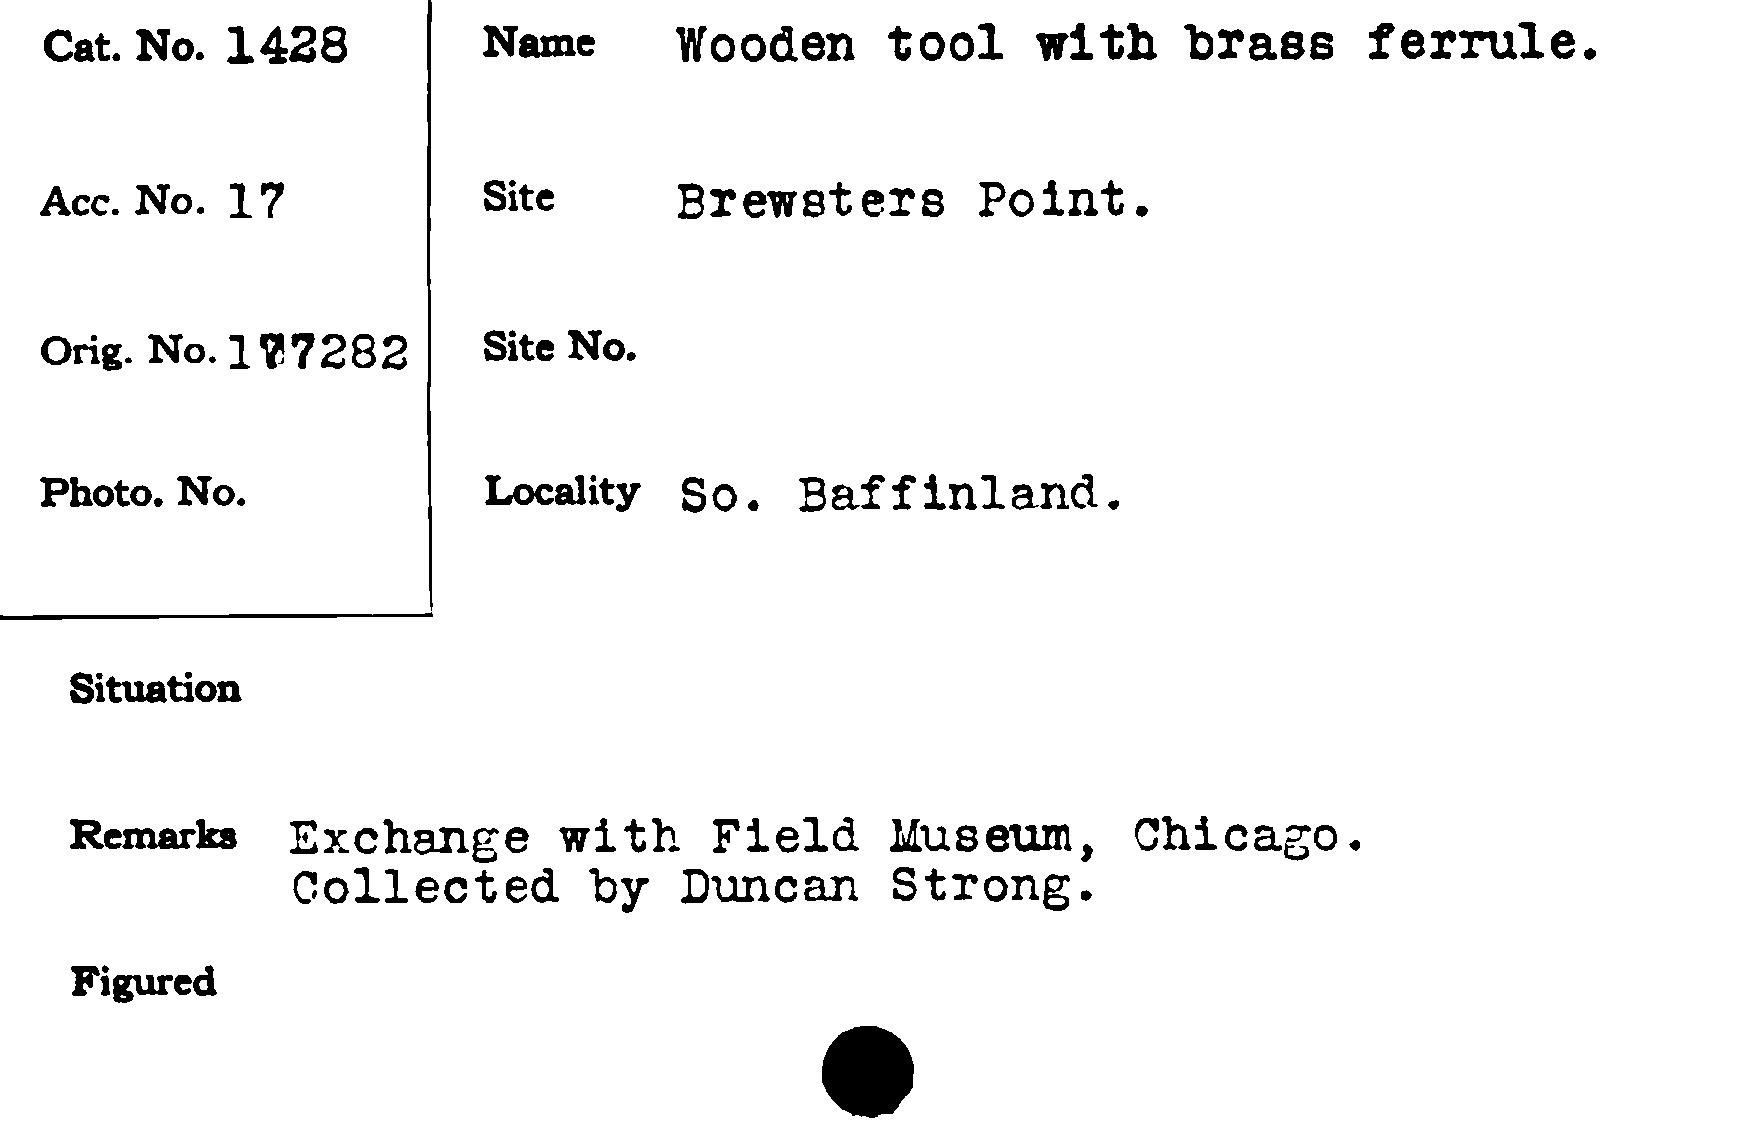 Cat. No. 1428
Name Wooden tool with brass ferrule.
Acc. No. 17
Site Brewsters Point.
Orig. No. 177282
Site No.
Photo. No.
Locality So. Baffinland.
Situation
Remarks Exchange with Field Museum, Chicago.
Collected by Duncan Strong.
Figured